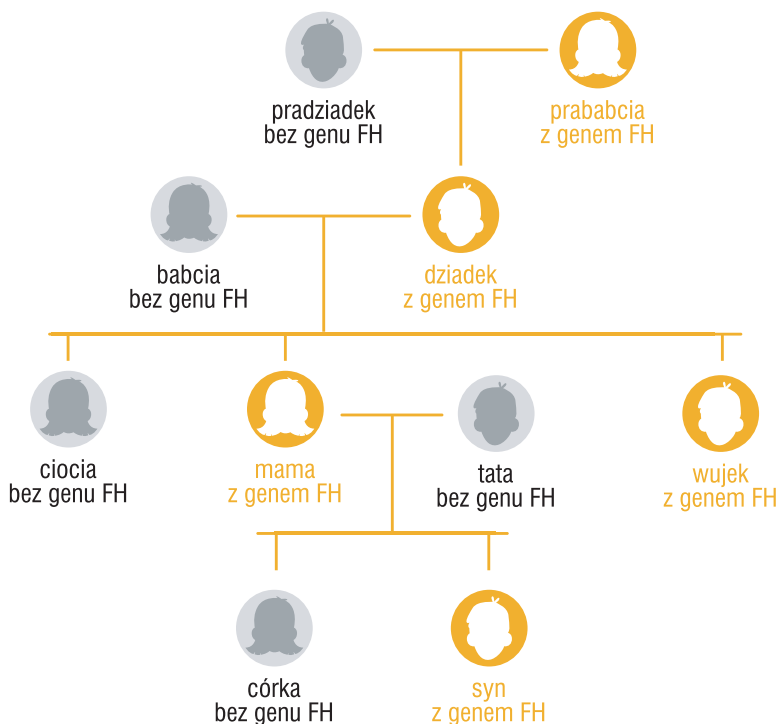 pradziadek
bez genu FH
prababcia
z genem FH
babcia
bez genu FH
dziadek
z genem FH
ciocia
bez genu FH
mama
z genem FH
tata
bez genu FH
wujek
z genem FH
córka
bez genu FH
syn
z genem FH